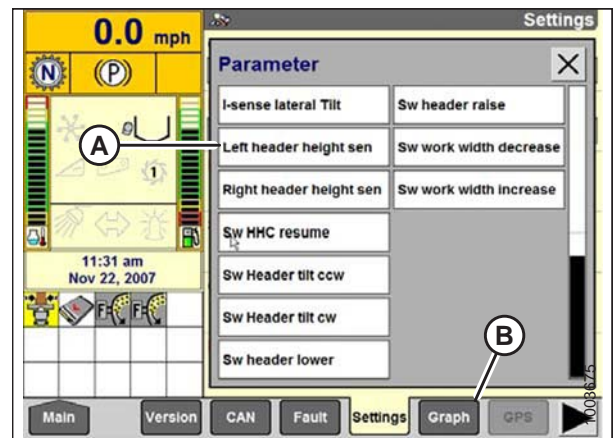 0.0 mph
Settings
N
(P)
Parameter
I-sense lateral Tilt
Sw header raise
Left header height sen
Sw work width decrease
Right header height sen
Sw work width increase
Sw HHC resume
Sw Header tilt ccw
Sw Header tilt cw
Sw header lower
A
B
1
11:31 am
Nov 22, 2007
F
F
Main
Version
CAN
Fault
Settings
Graph
GPS
1003675